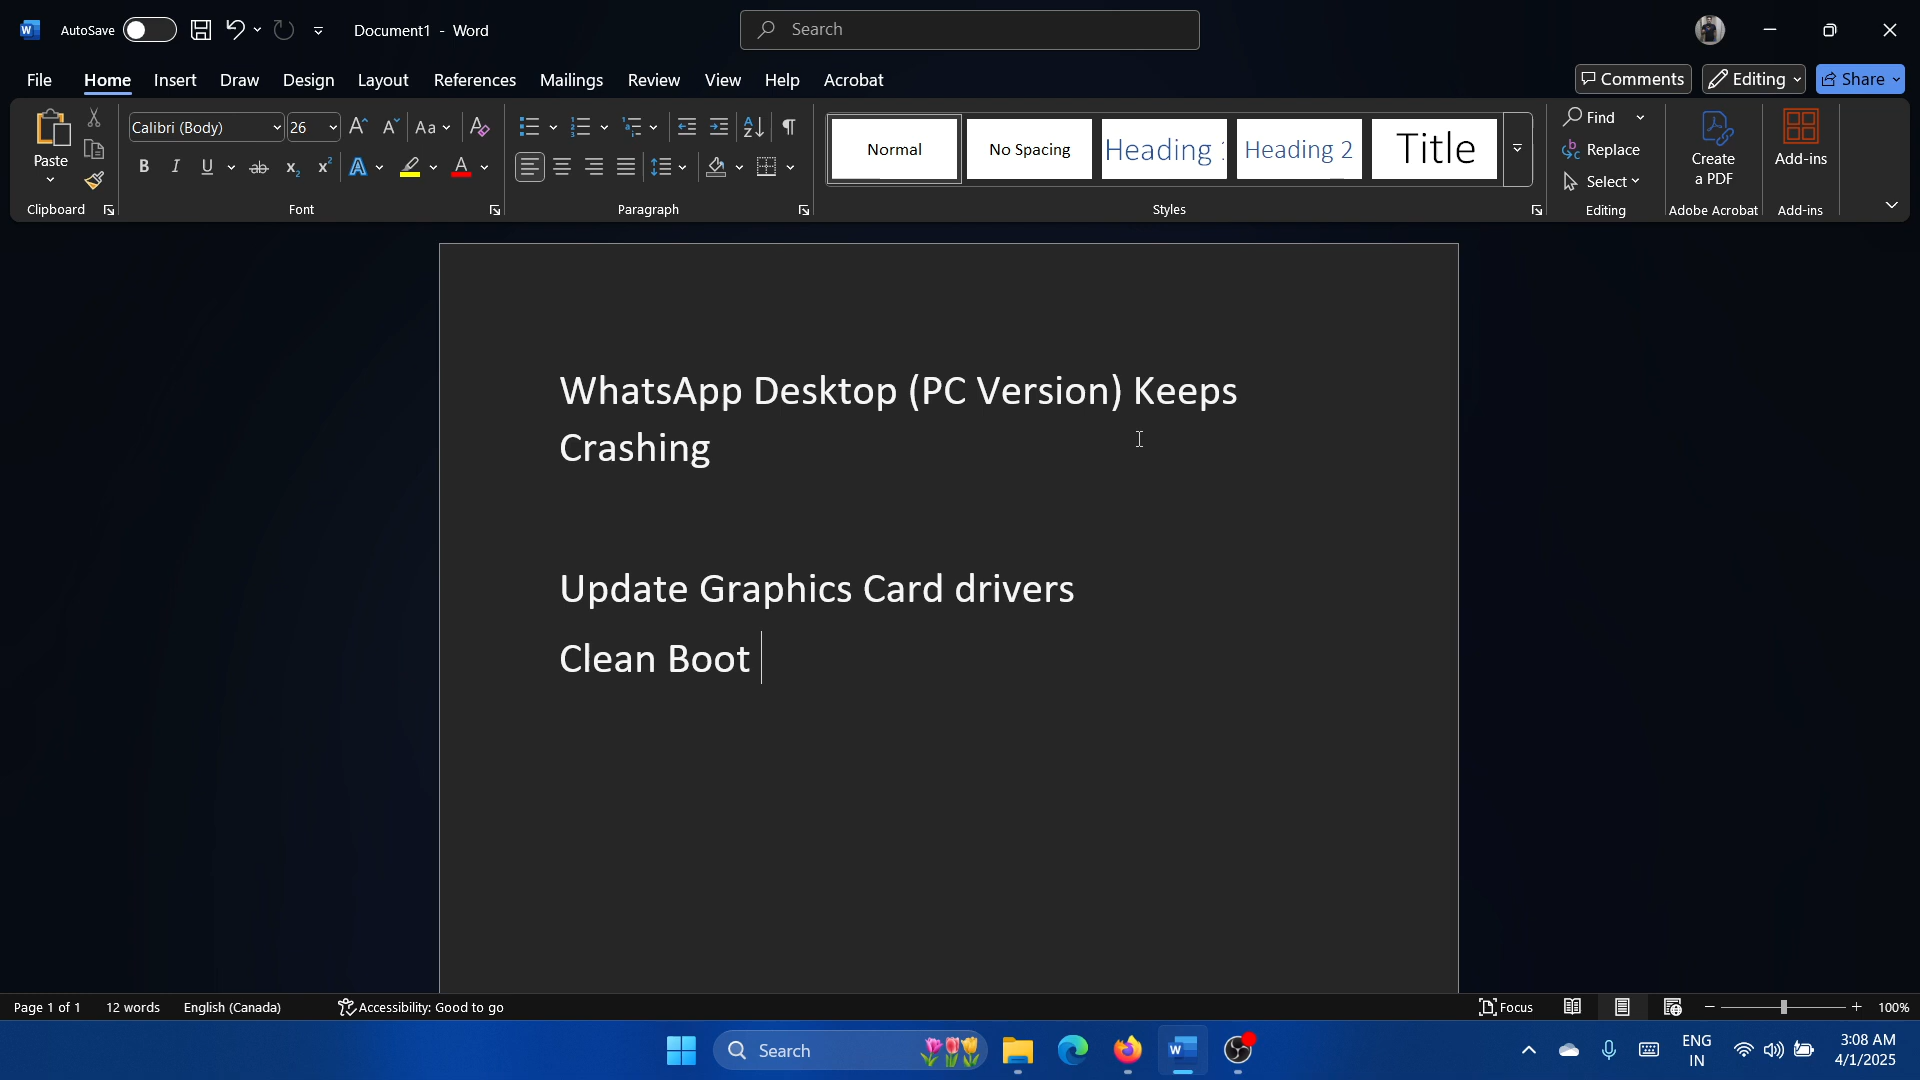 AutoSave
Document1 - Word
Search
File Home Insert Draw Design Layout References Mailings Review View Help Acrobat
Comments Editing Share
Paste
Calibri (Body) 26
Normal No Spacing Heading Heading 2 Title
Find
Replace
Select
Create a PDF
Add-ins
Clipboard Font Paragraph Styles Editing Adobe Acrobat Add-ins
WhatsApp Desktop (PC Version) Keeps
Crashing
Update Graphics Card drivers
Clean Boot
Page 1 of 1 12 words English (Canada) Accessibility: Good to go Focus 100%
Search
ENG
IN
3:08 AM
4/1/2025